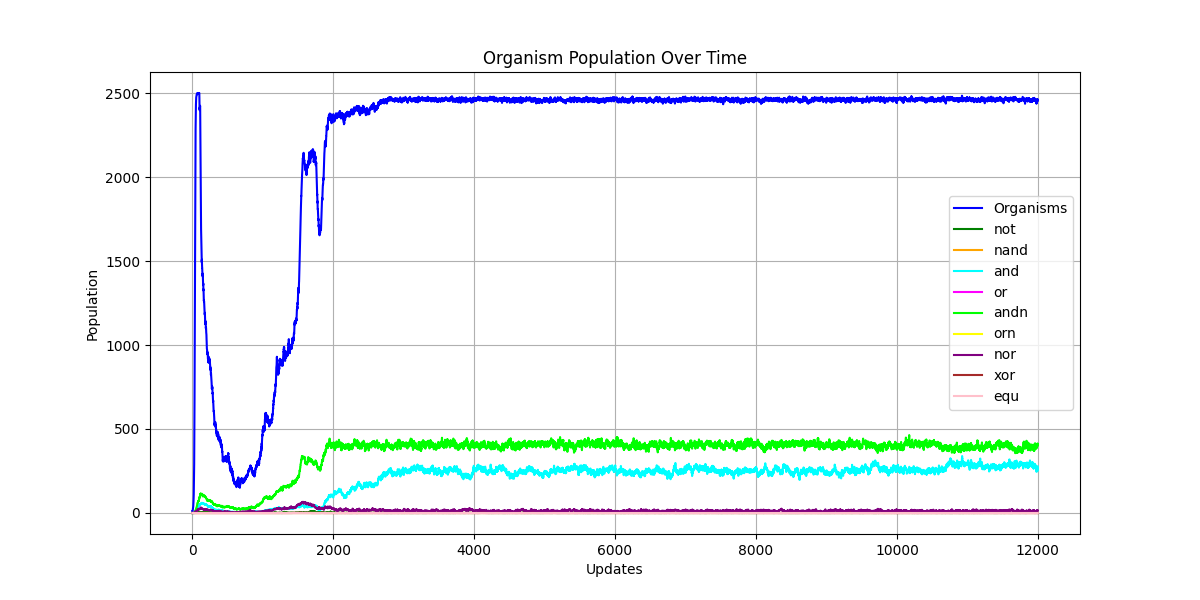 Organism Population Over Time
Population
2500
2000
1500
1000
500
0
0 2000 4000 6000 8000 10000 12000
Updates
Organisms
not
nand
and
or
andn
orn
nor
xor
equ